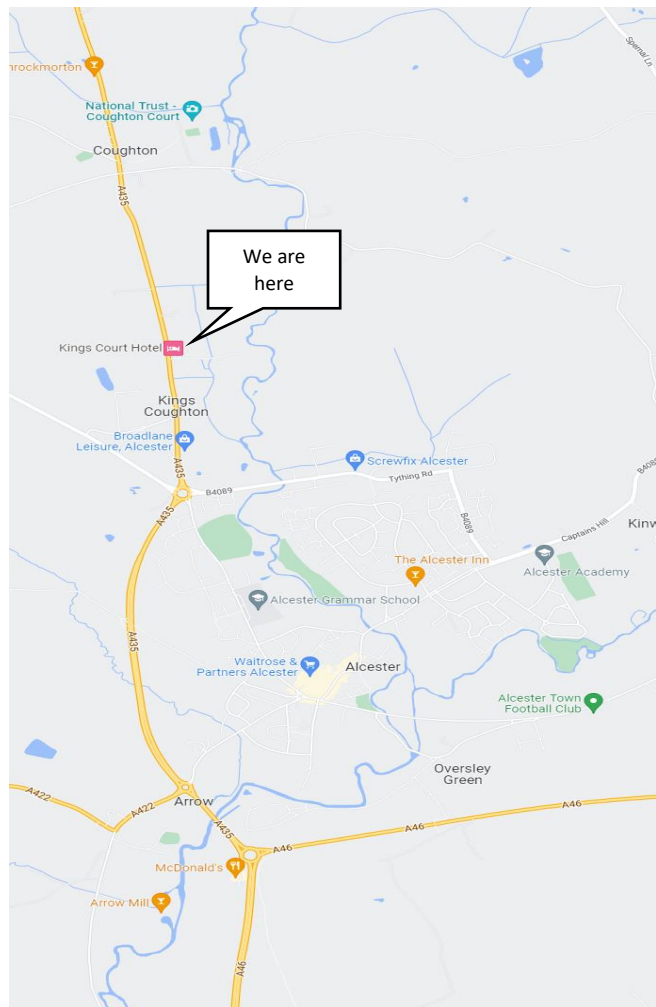 Spernal Ln
hrockmorton
National Trust -
Coughton Court
Coughton
A435
We are
here
Kings Court Hotel
Kings
Coughton
Broadlane
Leisure, Alcester
A435
Screwfix Alcester
Tything Rd
B4089
B4089
A435
Captains Hill
Kinw
The Alcester Inn
Alcester Academy
Alcester Grammar School
A435
Waitrose &
Partners Alcester
Alcester
Alcester Town
Football Club
Oversley
Green
A422
A422
Arrow
A435
A46
A46
A46
McDonald's
Arrow Mill
A46